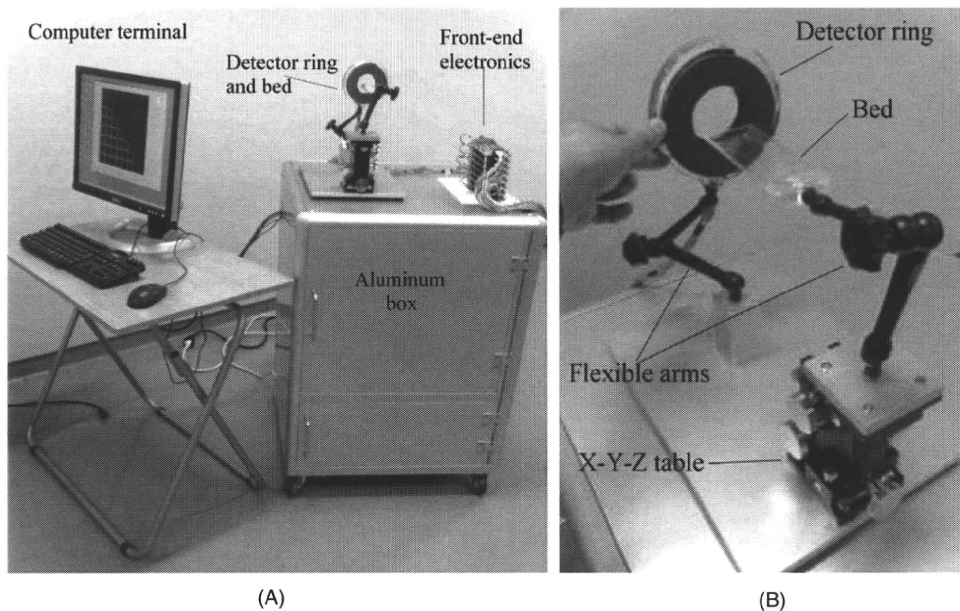 Computer terminal
Detector ring
and bed
Front-end
electronics
Aluminum
box
(A)
Detector ring
Bed
Flexible arms
X-Y-Z table
(B)